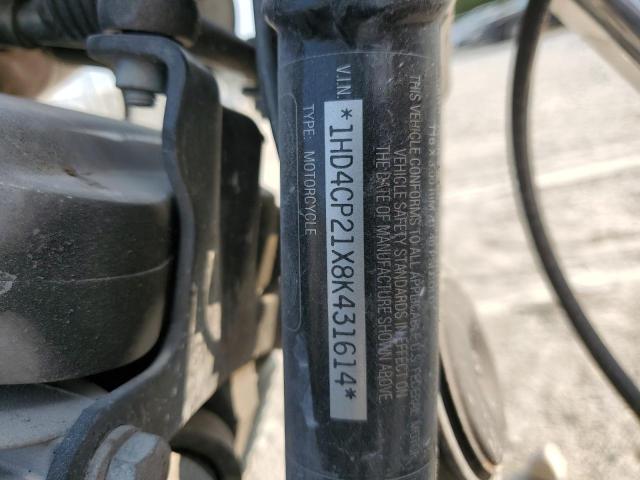 THIS VEHICLE CONFORMS TO ALL APPLICABLE U.S. FEDERAL MOTOR
VEHICLE SAFETY STANDARDS IN EFFECT ON
THE DATE OF MANUFACTURE SHOWN ABOVE.
V.I.N.
*1HD4CP21X8K431614*
TYPE: MOTORCYCLE